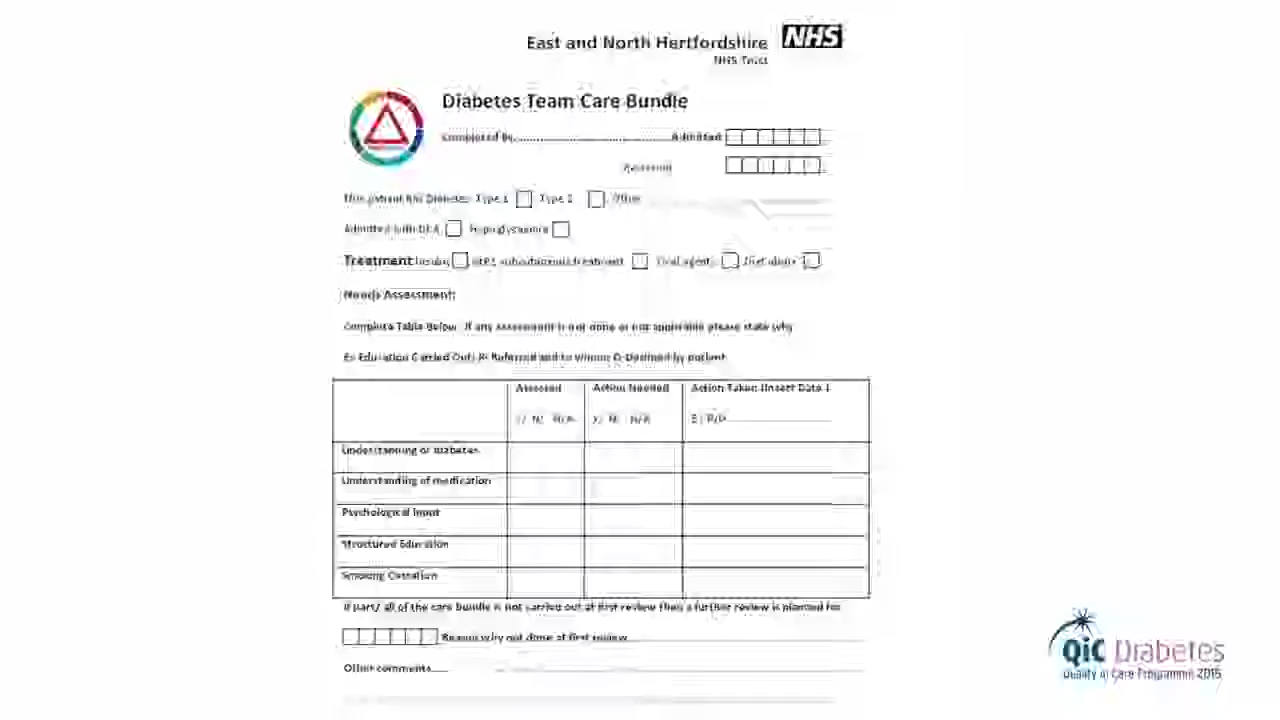 East and North Hertfordshire NHS
NHS Trust
Diabetes Team Care Bundle
Completed By Admitted
Assessed
This patient has Diabetes Type 1 Type 2 Other
Admitted with DKA Hypoglycaemia
Treatment Insulin GLP1 subcutaneous treatment Oral agents Diet alone
Needs Assessment:
Complete Table Below. If any assessment is not done or not applicable please state why
E: Education Carried Out: R: Referred and to whom D: Declined by patient
Assessed Action Needed Action Taken (Insert Date)
Y/ N/ N/A Y/ N/ N/A E/ R/D
Understanding of diabetes
Understanding of medication
Psychological Input
Structured Education
Smoking Cessation
If part/ all of the care bundle is not carried out at first review then a further review is planned for
Reason why not done at first review
Other comments
QiC Diabetes
Quality in Care Programme 2015